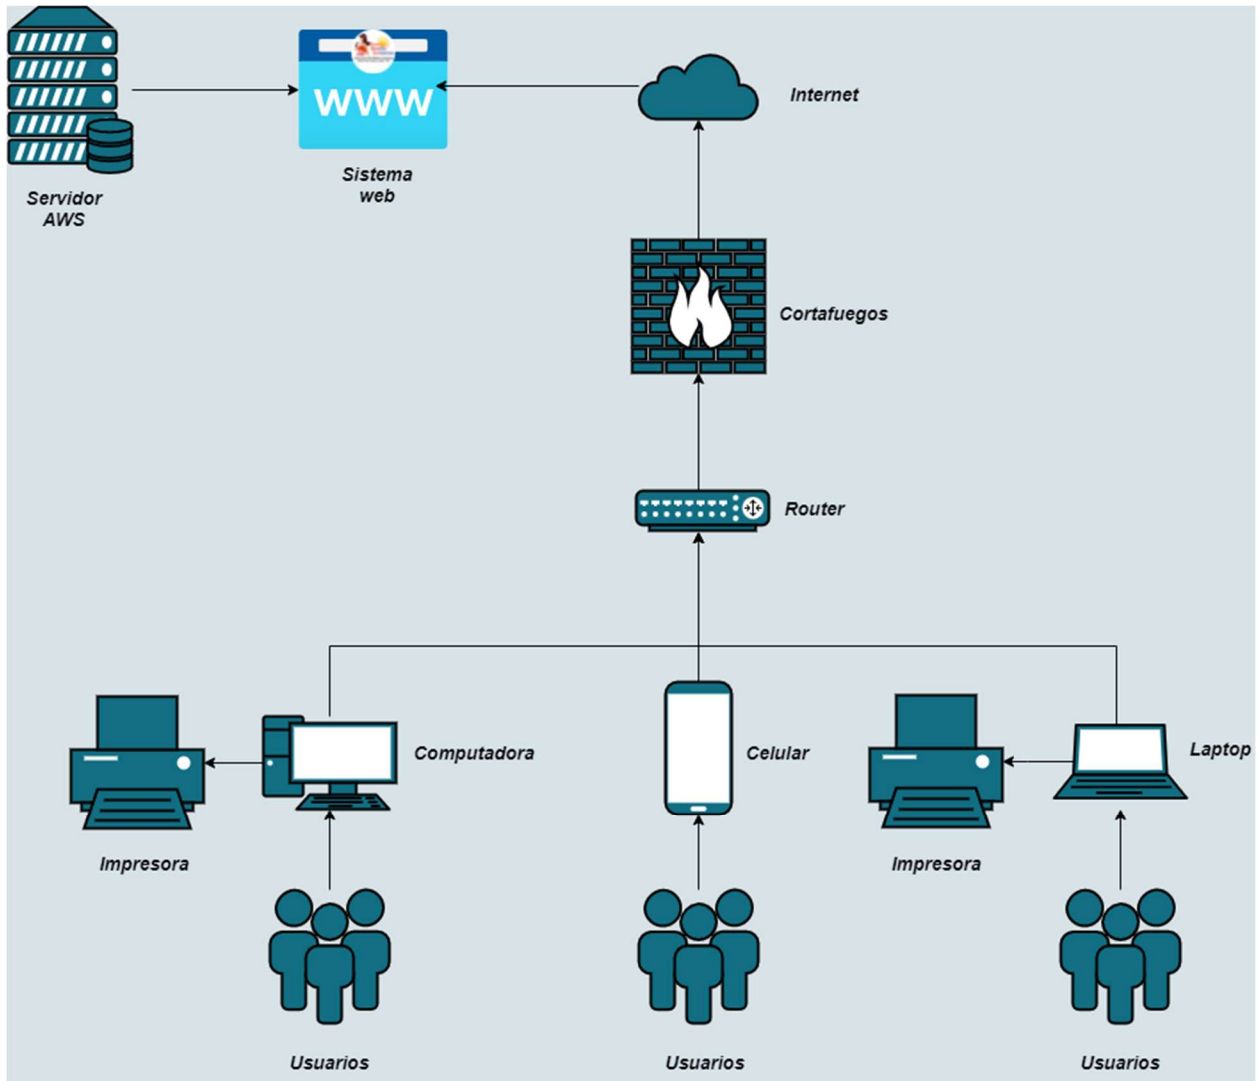 Internet
www
Sistema
web
Servidor
AWS
Cortafuegos
Router
Computadora
Celular
Laptop
Impresora
Impresora
Usuarios
Usuarios
Usuarios